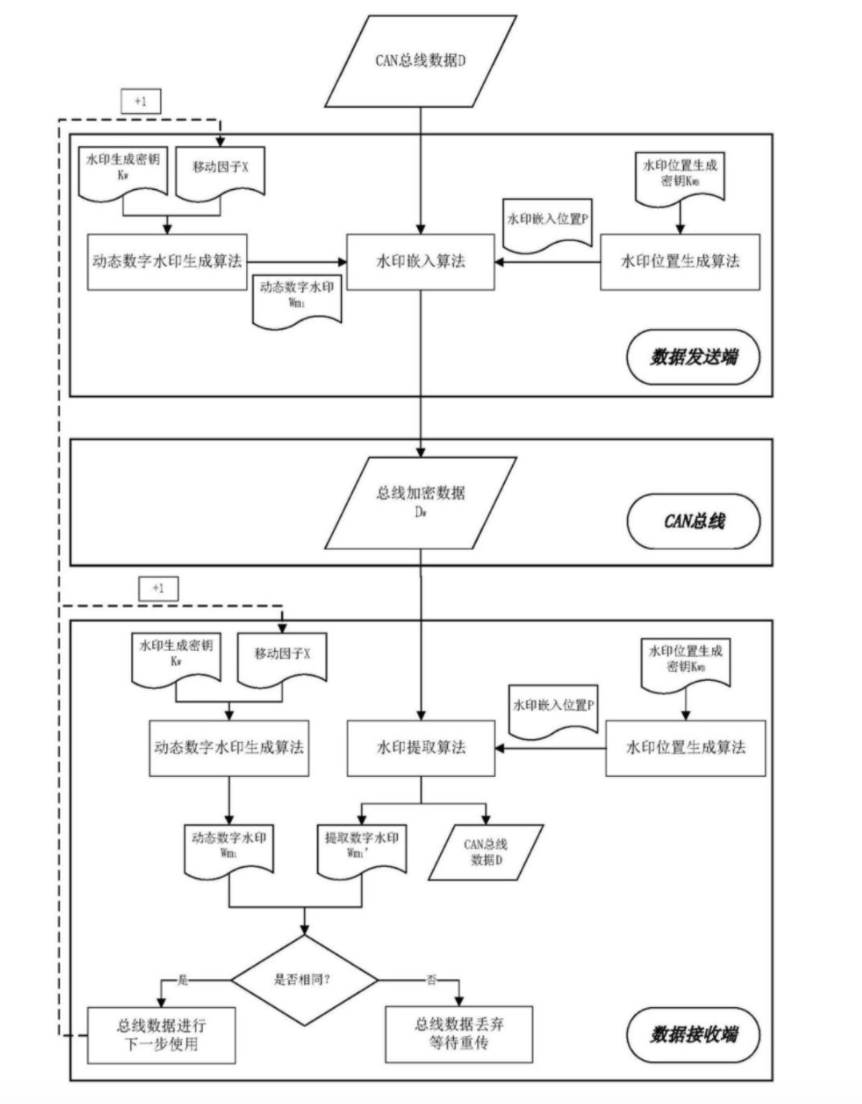 CAN总线数据D
+1
水印生成密钥
Kw
移动因子X
水印位置生成
密钥Kwn
水印嵌入位置P
动态数字水印生成算法
水印嵌入算法
水印位置生成算法
动态数字水印
Wmi
数据发送端
总线加密数据
Dw
CAN总线
+1
水印生成密钥
Kw
移动因子X
水印位置生成
密钥Kwn
水印嵌入位置P
动态数字水印生成算法
水印提取算法
水印位置生成算法
动态数字水印
Wmi
提取数字水印
Wmi'
CAN总线
数据D
是否相同?
是
否
总线数据进行
下一步使用
总线数据丢弃
等待重传
数据接收端